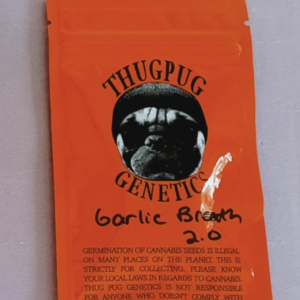 THUGPUG
GENETICS
Garlic Breath
2.0
GERMINATION OF CANNABIS SEEDS IS ILLEGAL
ON MANY PLACES ON THE PLANET. THIS IS
STRICTLY FOR COLLECTING, PLEASE KNOW
YOUR LOCAL LAWS IN REGARDS TO CANNABIS.
THUG PUG GENETICS IS NOT RESPONSIBLE
FOR ANYONE WHO DOESN'T COMPLY WITH